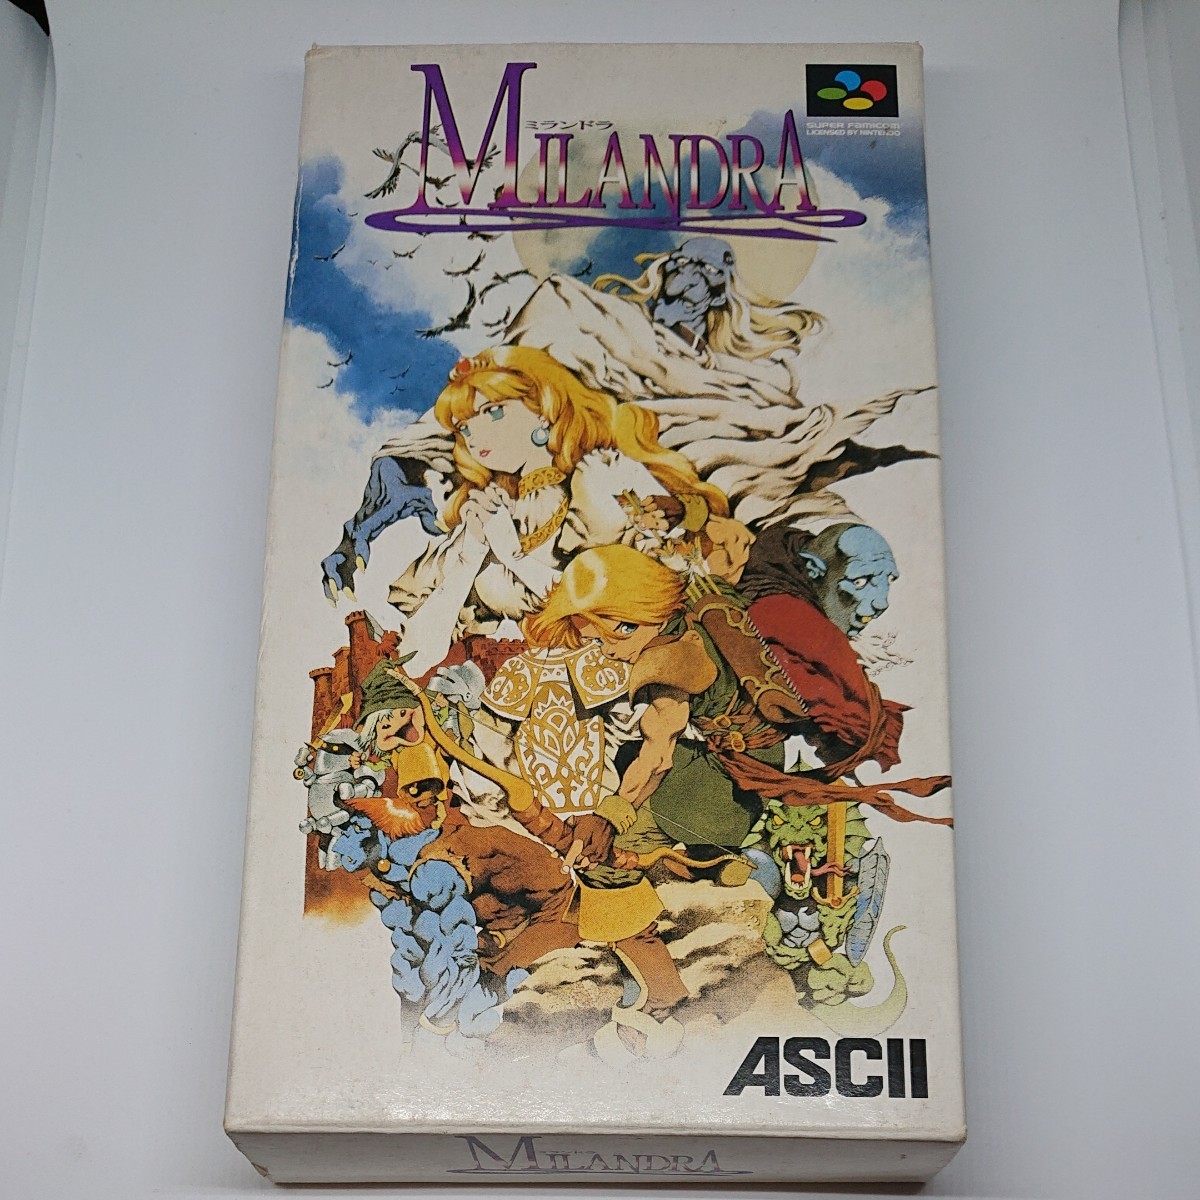 MILANDRA
ミランドラ
SUPER FAMICOM
LICENSED BY NINTENDO
ASCII
MILANDRA